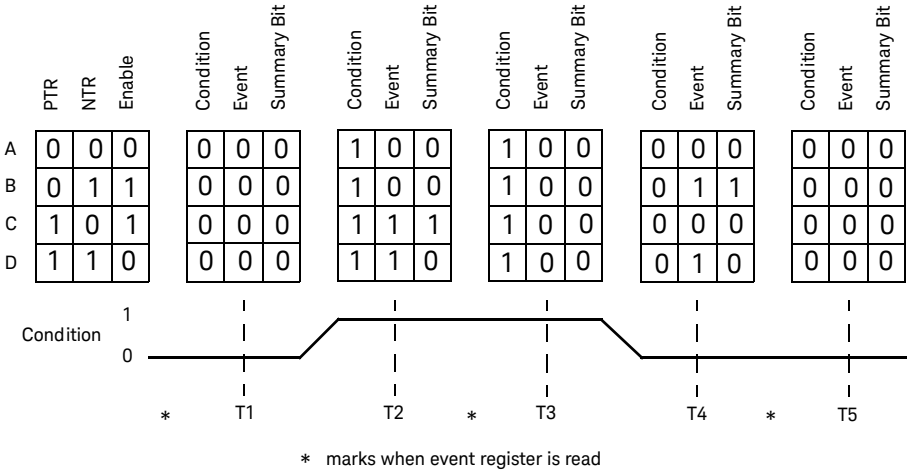 PTR NTR Enable Condition Event Summary Bit Condition Event Summary Bit Condition Event Summary Bit Condition Event Summary Bit Condition Event Summary Bit
A 0 0 0 0 0 0 1 0 0 1 0 0 0 0 0 0 0 0
B 0 1 1 0 0 0 1 0 0 1 0 0 0 1 1 0 0 0
C 1 0 1 0 0 0 1 1 1 1 0 0 0 0 0 0 0 0
D 1 1 0 0 0 0 1 1 0 1 0 0 0 1 0 0 0 0
1
Condition
0
* T1 T2 * T3 T4 * T5
* marks when event register is read